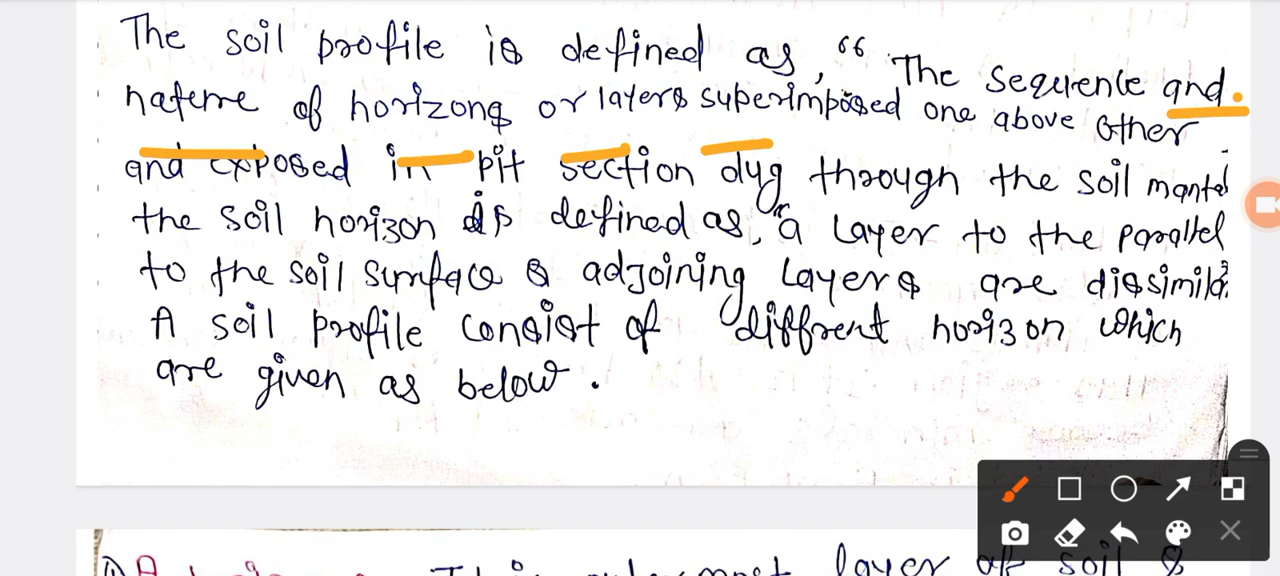 The soil profile is defined as, “ The sequence and
nature of horizons or layers superimposed one above other
and exposed in pit section dug through the soil mantel
the soil horizon is defined as, "a layer to the parallel
to the soil surface & adjoining layers are dissimilar
A soil profile consist of diffrent horizon which
are given as below .
layer of soil &